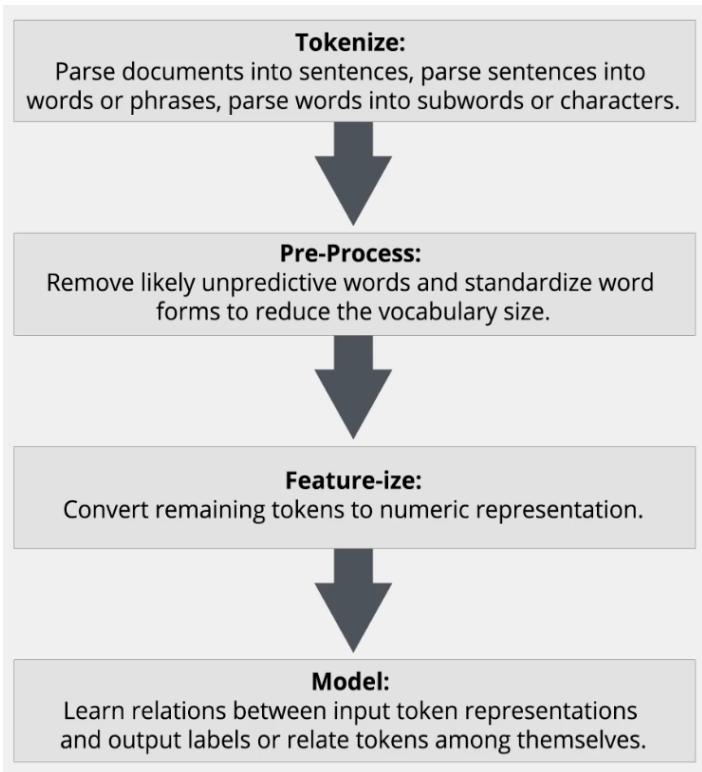 Tokenize:
Parse documents into sentences, parse sentences into
words or phrases, parse words into subwords or characters.
Pre-Process:
Remove likely unpredictive words and standardize word
forms to reduce the vocabulary size.
Feature-ize:
Convert remaining tokens to numeric representation.
Model:
Learn relations between input token representations
and output labels or relate tokens among themselves.